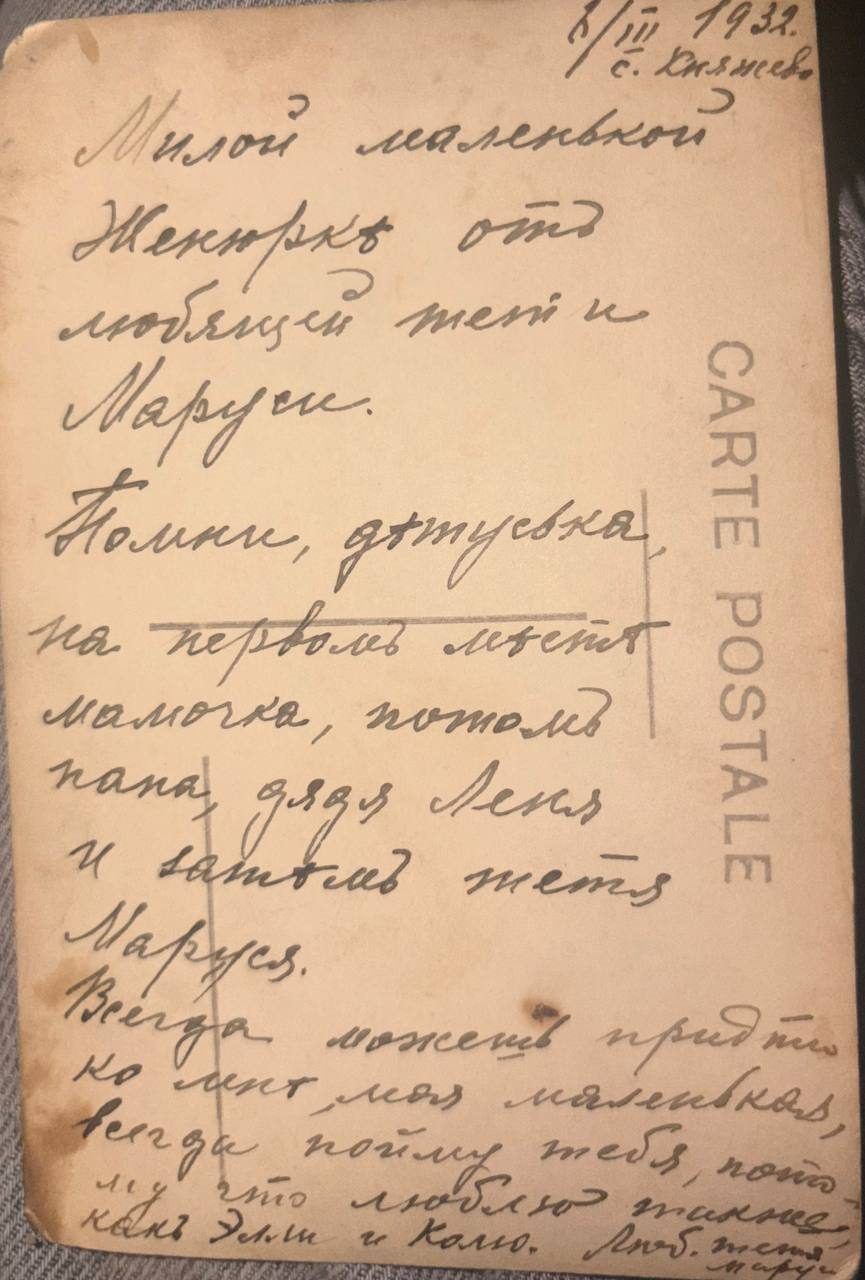 /III 1932.
с. Княжево
Милой маленькой
Женюркѣ отъ
любящей тети
Маруси.
Помни, дѣтуська,
на первомъ мѣстѣ
мамочка, потомъ
папа, дядя Леня
и затѣмъ тетя
Маруся.
Всегда можешь придти
ко мнѣ, моя маленькая,
всегда пойму тебя, пото-
му что люблю также,
какъ Элли и Колю. Люб. тетя
Маруся
CARTE POSTALE